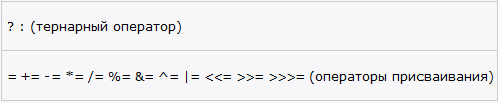 ? : (тернарный оператор)
= += -= *= /= %= &= ^= |= <<= >>= >>>= (операторы присваивания)